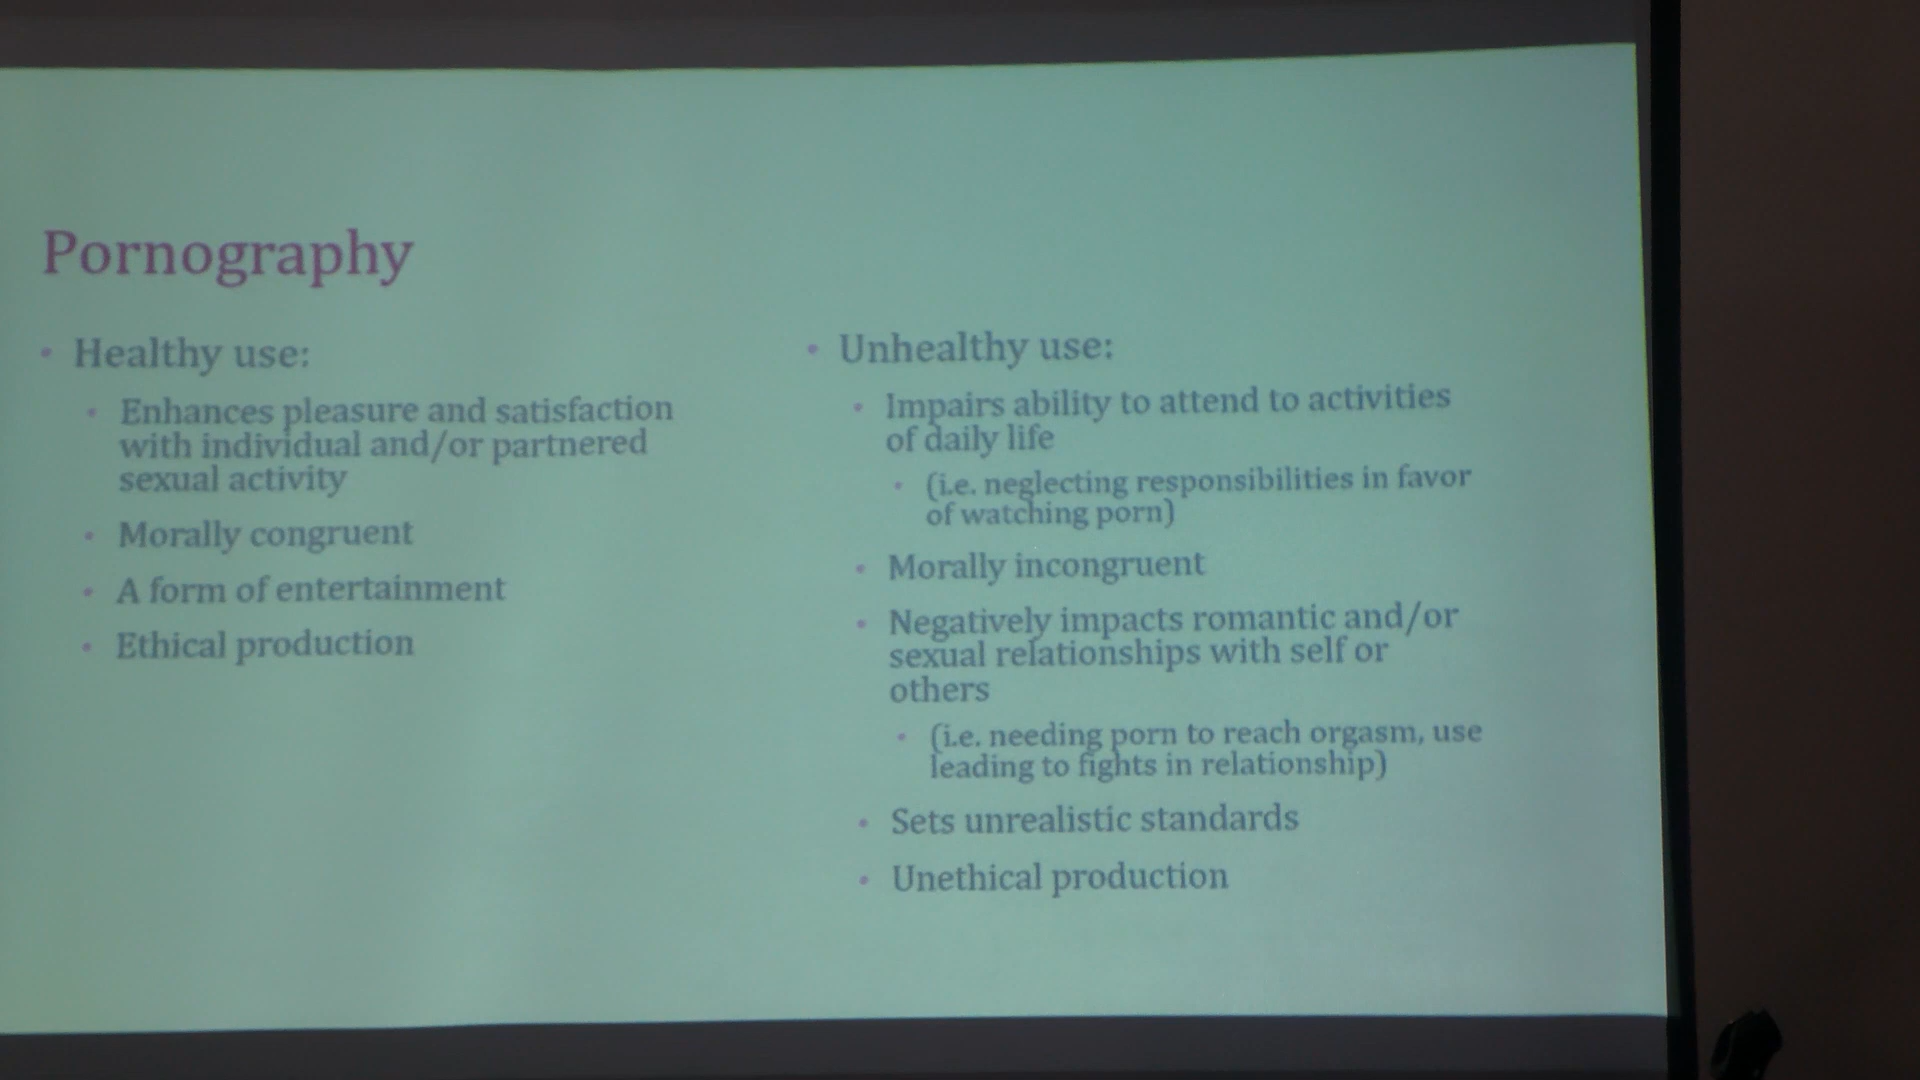 Pornography
• Healthy use:
• Enhances pleasure and satisfaction
with individual and/or partnered
sexual activity
• Morally congruent
• A form of entertainment
• Ethical production
• Unhealthy use:
• Impairs ability to attend to activities
of daily life
• (i.e. neglecting responsibilities in favor
of watching porn)
• Morally incongruent
• Negatively impacts romantic and/or
sexual relationships with self or
others
• (i.e. needing porn to reach orgasm, use
leading to fights in relationship)
• Sets unrealistic standards
• Unethical production